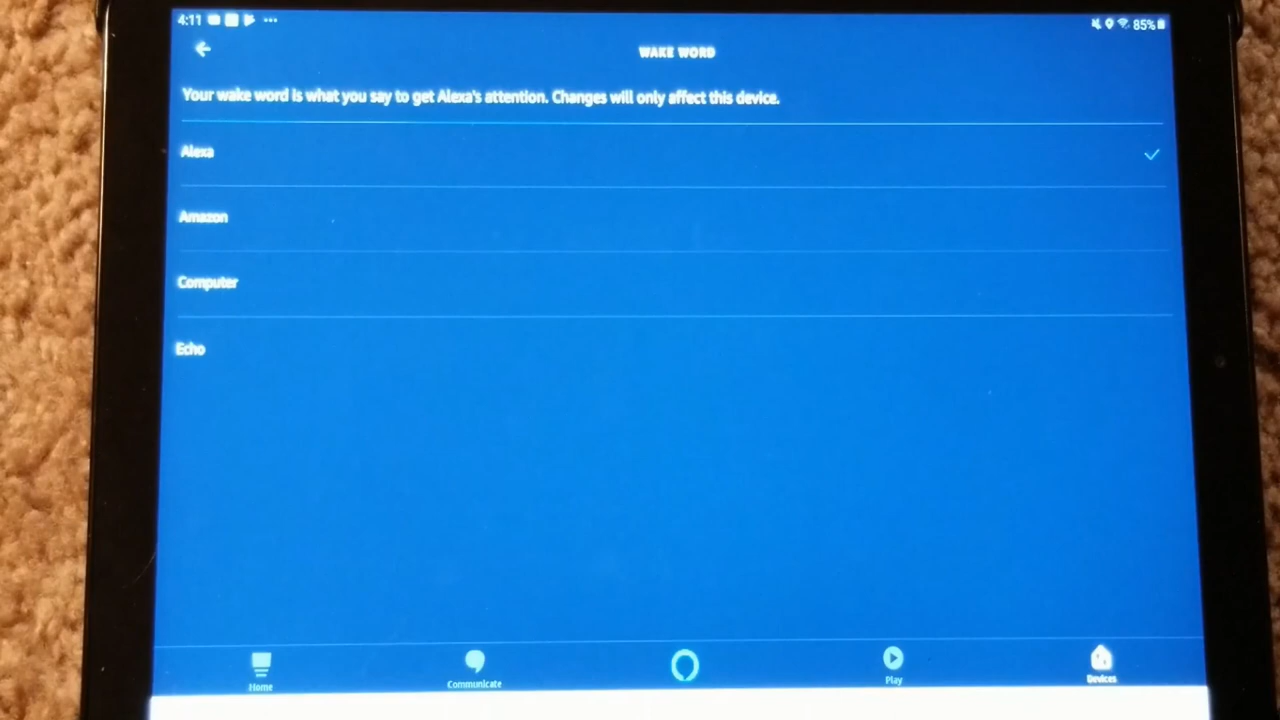 4:11 85%
WAKE WORD
Your wake word is what you say to get Alexa's attention. Changes will only affect this device.
Alexa
Amazon
Computer
Echo
Home Communicate Play Devices